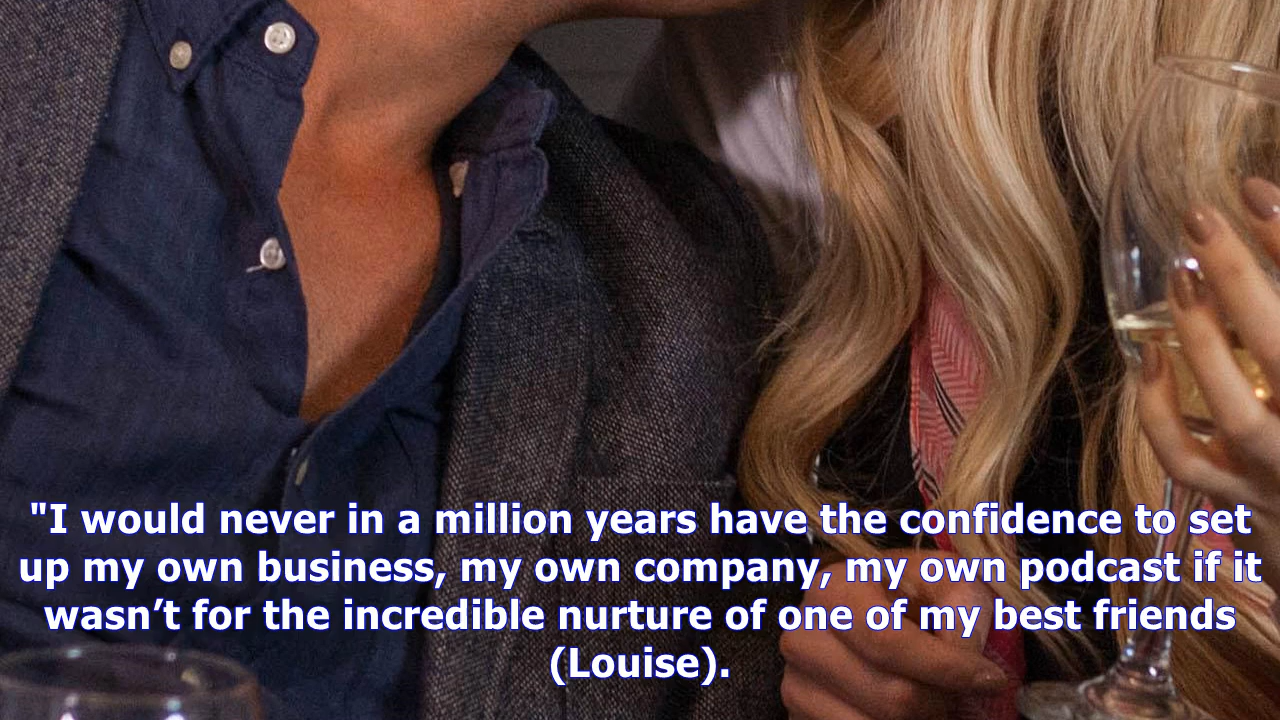 "I would never in a million years have the confidence to set
up my own business, my own company, my own podcast if it
wasn’t for the incredible nurture of one of my best friends
(Louise).